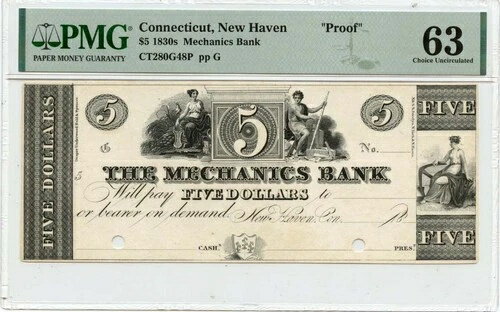 PMG
PAPER MONEY GUARANTY
Connecticut, New Haven "Proof"
$5 1830s Mechanics Bank
CT280G48P pp G
63
Choice Uncirculated
FIVE DOLLARS
5
5
5
FIVE
G
No.
THE MECHANICS BANK
5
Will pay FIVE DOLLARS to
or bearer on demand. New Haven, Con. 18
FIVE
CASH.
PRES.